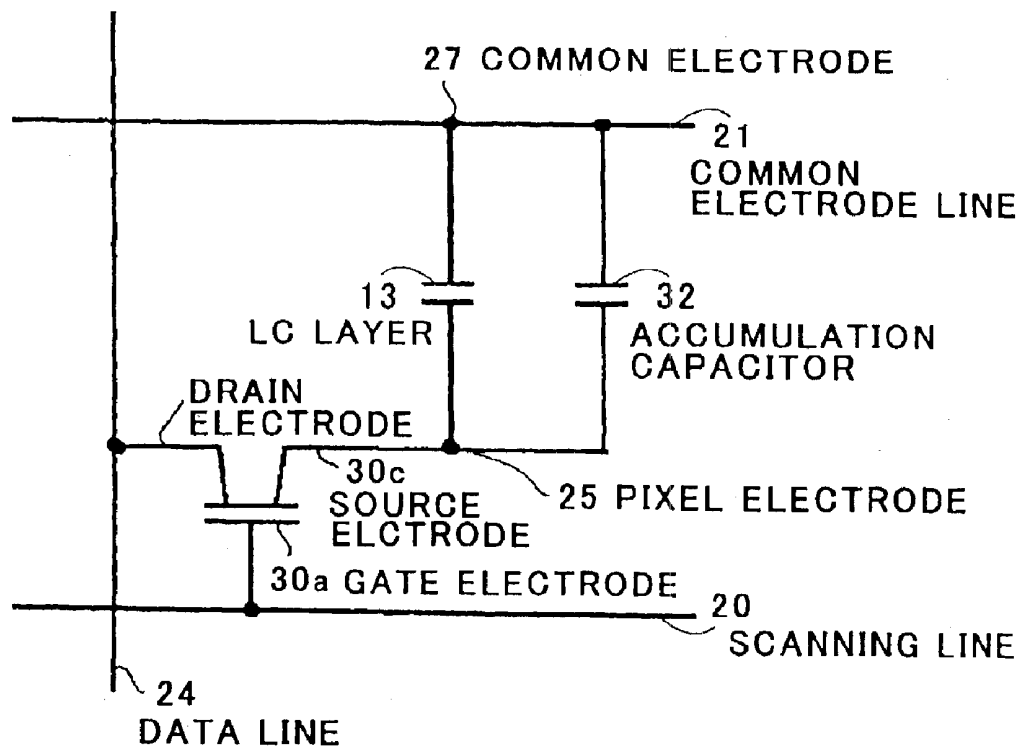 27 COMMON ELECTRODE
21
COMMON
ELECTRODE LINE
13
LC LAYER
32
ACCUMULATION
CAPACITOR
DRAIN
ELECTRODE
30c
SOURCE
ELCTRODE
25 PIXEL ELECTRODE
30a GATE ELECTRODE
20
SCANNING LINE
24
DATA LINE